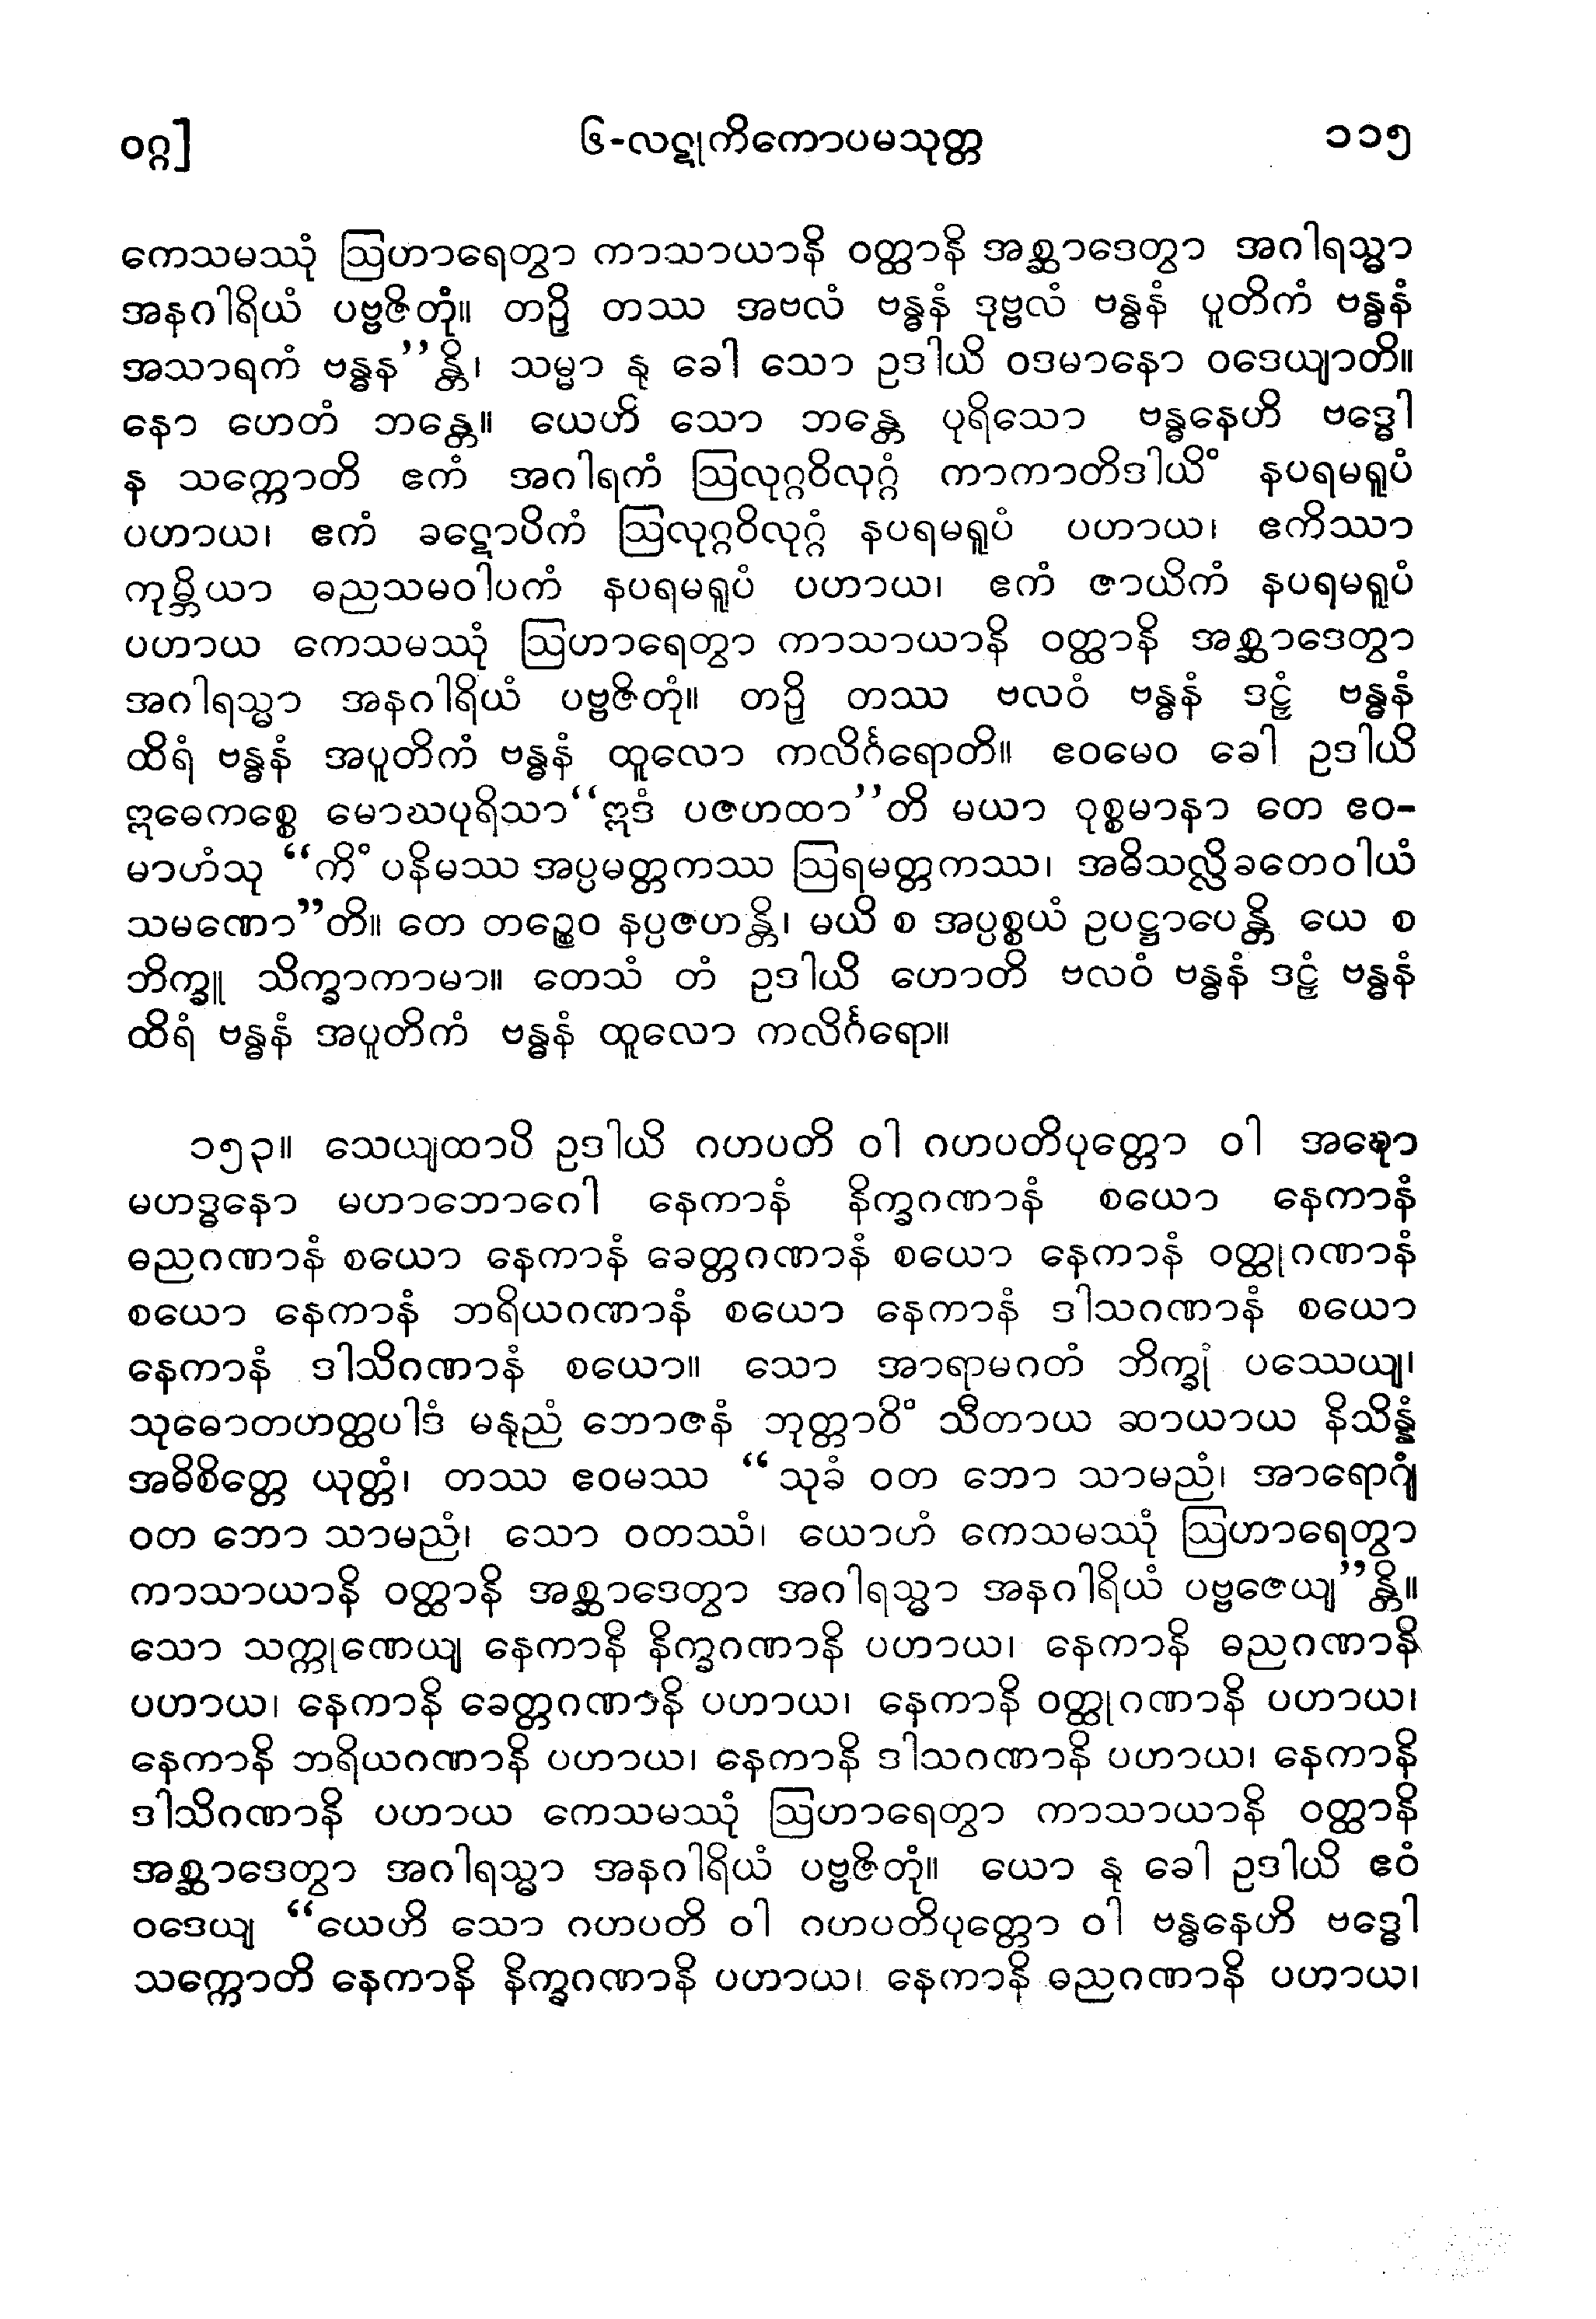 ဝဂ္ဂ] ၆-လဋုကိကောပမသုတ္တ ၁၁၅
ကေသမဿုံ ဩဟာရေတွာ ကာသာယာနိ ဝတ္ထာနိ အစ္ဆာဒေတွာ အဂါရသ္မာ
အနဂါရိယံ ပဗ္ဗဇိတုံ။ တဉှိ တဿ အဗလံ ဗန္ဓနံ ဒုဗ္ဗလံ ဗန္ဓနံ ပူတိကံ ဗန္ဓနံ
အသာရကံ ဗန္ဓန”န္တိ၊ သမ္မာ နု ခေါ သော ဥဒါယိ ဝဒမာနော ဝဒေယျာတိ။
နော ဟေတံ ဘန္တေ။ ယေဟိ သော ဘန္တေ ပုရိသော ဗန္ဓနေဟိ ဗဒ္ဓေါ
န သက္ကောတိ ဧကံ အဂါရကံ ဩလုဂ္ဂဝိလုဂ္ဂံ ကာကာတိဒါယိံ နပရမရူပံ
ပဟာယ၊ ဧကံ ခဋောပိကံ ဩလုဂ္ဂဝိလုဂ္ဂံ နပရမရူပံ ပဟာယ၊ ဧကိဿာ
ကုမ္ဘိယာ ဓညသမဝါပကံ နပရမရူပံ ပဟာယ၊ ဧကံ ဇာယိကံ နပရမရူပံ
ပဟာယ ကေသမဿုံ ဩဟာရေတွာ ကာသာယာနိ ဝတ္ထာနိ အစ္ဆာဒေတွာ
အဂါရသ္မာ အနဂါရိယံ ပဗ္ဗဇိတုံ။ တဉှိ တဿ ဗလဝံ ဗန္ဓနံ ဒဠှံ ဗန္ဓနံ
ထိရံ ဗန္ဓနံ အပူတိကံ ဗန္ဓနံ ထူလော ကလိင်္ဂရောတိ။ ဧဝမေဝ ခေါ ဥဒါယိ
ဣဓေကစ္စေ မောဃပုရိသာ“ဣဒံ ပဇဟထာ”တိ မယာ ဝုစ္စမာနာ တေ ဧဝ-
မာဟံသု “ကိံ ပနိမဿ အပ္ပမတ္တကဿ ဩရမတ္တကဿ၊ အဓိသလ္လိခတေဝါယံ
သမဏော”တိ။ တေ တဉ္စေဝ နပ္ပဇဟန္တိ၊ မယိ စ အပ္ပစ္စယံ ဥပဋ္ဌာပေန္တိ ယေ စ
ဘိက္ခူ သိက္ခာကာမာ။ တေသံ တံ ဥဒါယိ ဟောတိ ဗလဝံ ဗန္ဓနံ ဒဠှံ ဗန္ဓနံ
ထိရံ ဗန္ဓနံ အပူတိကံ ဗန္ဓနံ ထူလော ကလိင်္ဂရော။
၁၅၃။ သေယျထာပိ ဥဒါယိ ဂဟပတိ ဝါ ဂဟပတိပုတ္တော ဝါ အဍ္ဎော
မဟဒ္ဓနော မဟာဘောဂေါ နေကာနံ နိက္ခဂဏာနံ စယော နေကာနံ
ဓညဂဏာနံ စယော နေကာနံ ခေတ္တဂဏာနံ စယော နေကာနံ ဝတ္ထုဂဏာနံ
စယော နေကာနံ ဘရိယဂဏာနံ စယော နေကာနံ ဒါသဂဏာနံ စယော
နေကာနံ ဒါသိဂဏာနံ စယော။ သော အာရာမဂတံ ဘိက္ခုံ ပဿေယျ၊
သုဓောတဟတ္ထပါဒံ မနုညံ ဘောဇနံ ဘုတ္တာဝိံ သီတာယ ဆာယာယ နိသိန္နံ
အဓိစိတ္တေ ယုတ္တံ၊ တဿ ဧဝမဿ “သုခံ ဝတ ဘော သာမညံ၊ အာရောဂျံ
ဝတ ဘော သာမညံ၊ သော ဝတဿံ၊ ယောဟံ ကေသမဿုံ ဩဟာရေတွာ
ကာသာယာနိ ဝတ္ထာနိ အစ္ဆာဒေတွာ အဂါရသ္မာ အနဂါရိယံ ပဗ္ဗဇေယျ”န္တိ။
သော သက္ကုဏေယျ နေကာနိ နိက္ခဂဏာနိ ပဟာယ၊ နေကာနိ ဓညဂဏာနိ
ပဟာယ၊ နေကာနိ ခေတ္တဂဏာနိ ပဟာယ၊ နေကာနိ ဝတ္ထုဂဏာနိ ပဟာယ၊
နေကာနိ ဘရိယဂဏာနိ ပဟာယ၊ နေကာနိ ဒါသဂဏာနိ ပဟာယ၊ နေကာနိ
ဒါသိဂဏာနိ ပဟာယ ကေသမဿုံ ဩဟာရေတွာ ကာသာယာနိ ဝတ္ထာနိ
အစ္ဆာဒေတွာ အဂါရသ္မာ အနဂါရိယံ ပဗ္ဗဇိတုံ။ ယော နု ခေါ ဥဒါယိ ဧဝံ
ဝဒေယျ “ယေဟိ သော ဂဟပတိ ဝါ ဂဟပတိပုတ္တော ဝါ ဗန္ဓနေဟိ ဗဒ္ဓေါ
သက္ကောတိ နေကာနိ နိက္ခဂဏာနိ ပဟာယ၊ နေကာနိ ဓညဂဏာနိ ပဟာယ၊